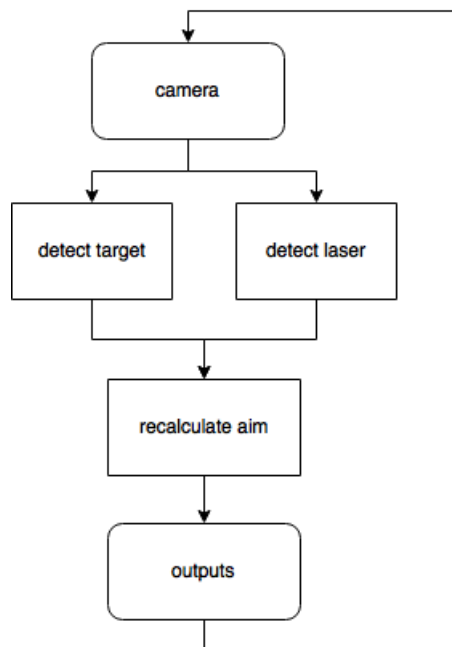 camera
detect target
detect laser
recalculate aim
outputs